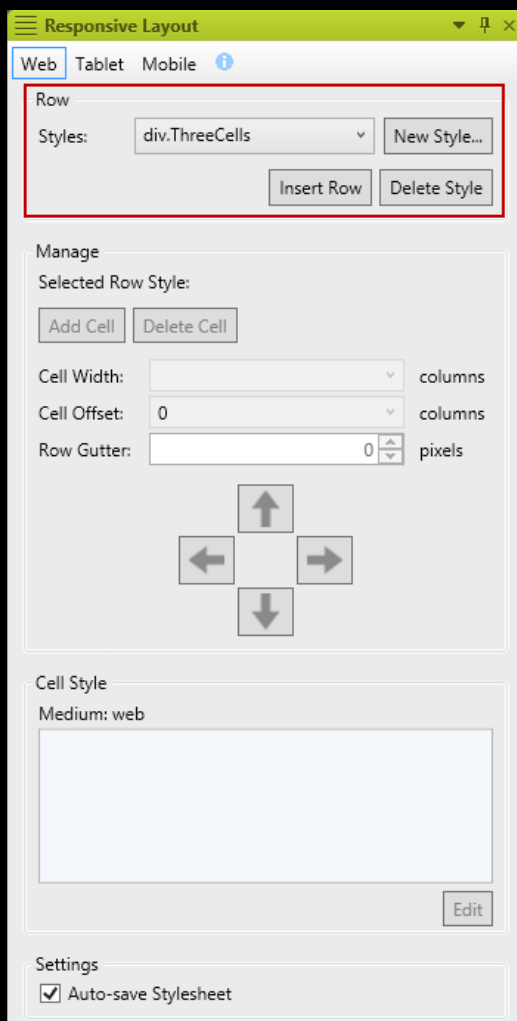 Responsive Layout
Web Tablet Mobile
Row
Styles: div.ThreeCells New Style...
Insert Row Delete Style
Manage
Selected Row Style:
Add Cell Delete Cell
Cell Width: columns
Cell Offset: 0 columns
Row Gutter: 0 pixels
Cell Style
Medium: web
Edit
Settings
Auto-save Stylesheet